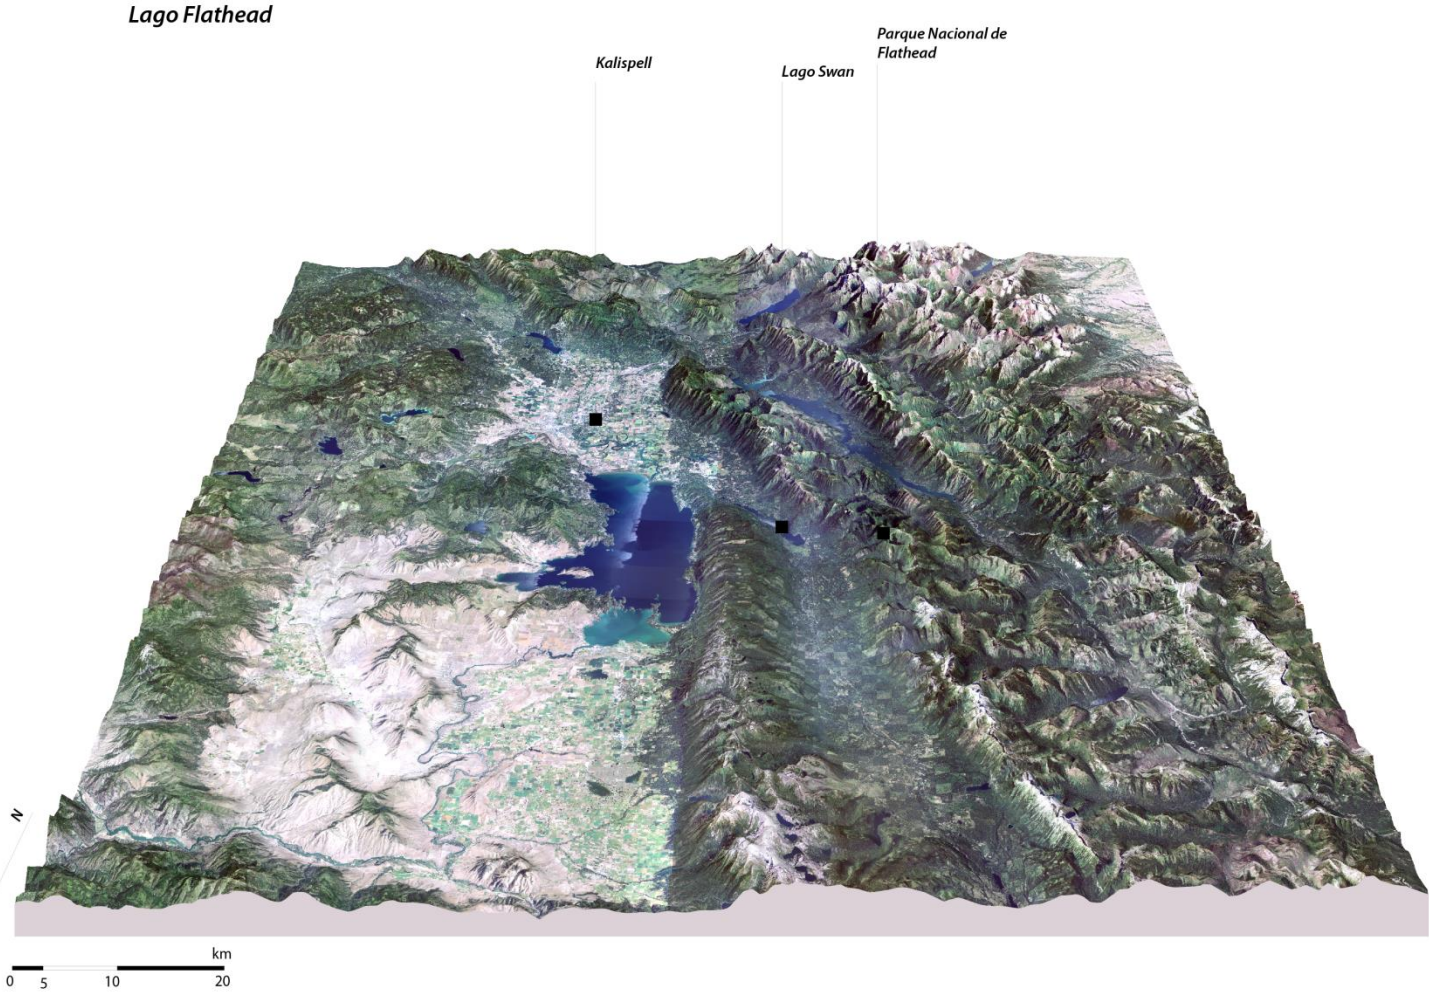 Lago Flathead
Parque Nacional de
Flathead
Kalispell
Lago Swan
N
km
0 5 10 20